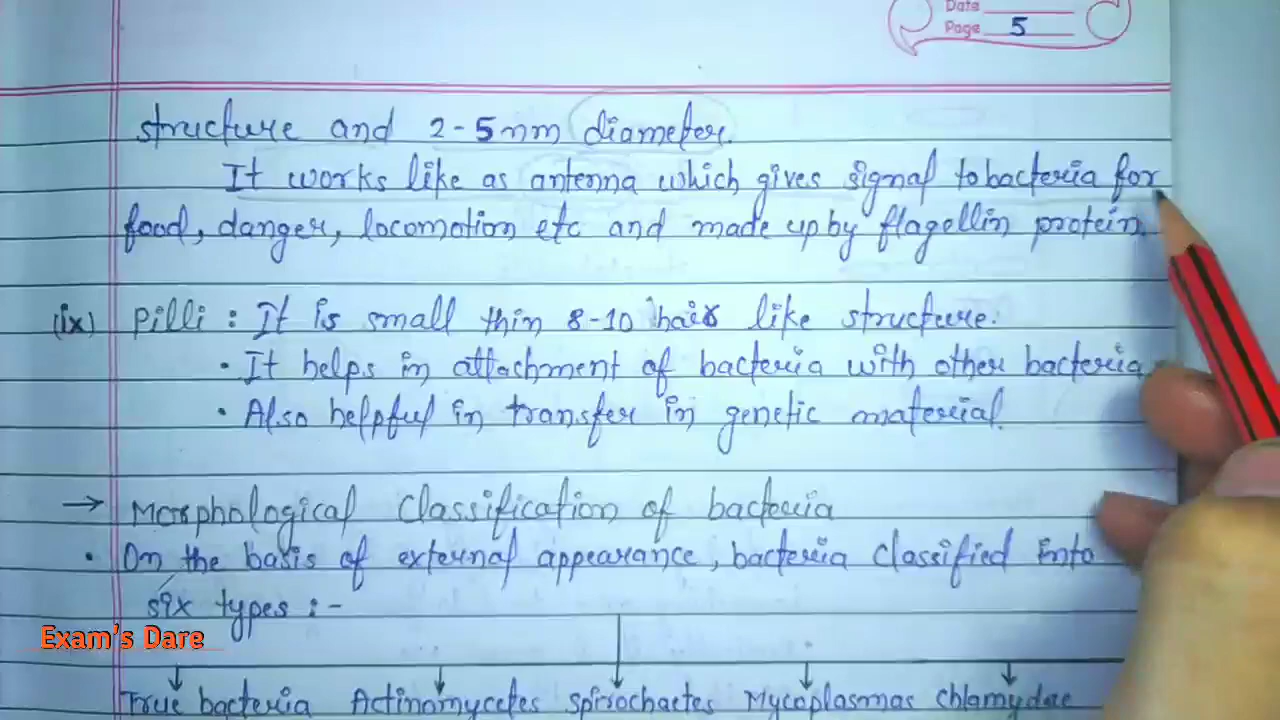 Date
Page 5
structure and 2-5nm diameter.
It works like as antenna which gives signal to bacteria for
food, danger, locomotion etc and made up by flagellin protein.
(ix) Pilli : It is small thin 8-10 hair like structure.
• It helps in attachment of bacteria with other bacteria
• Also helpful in transfer in genetic material.
→ Morphological Classification of bacteria
• On the basis of external appearance, bacteria classified into
six types :-
Exam's Dare
True bacteria Actinomycetes spirochaetes Mycoplasmas chlamydae